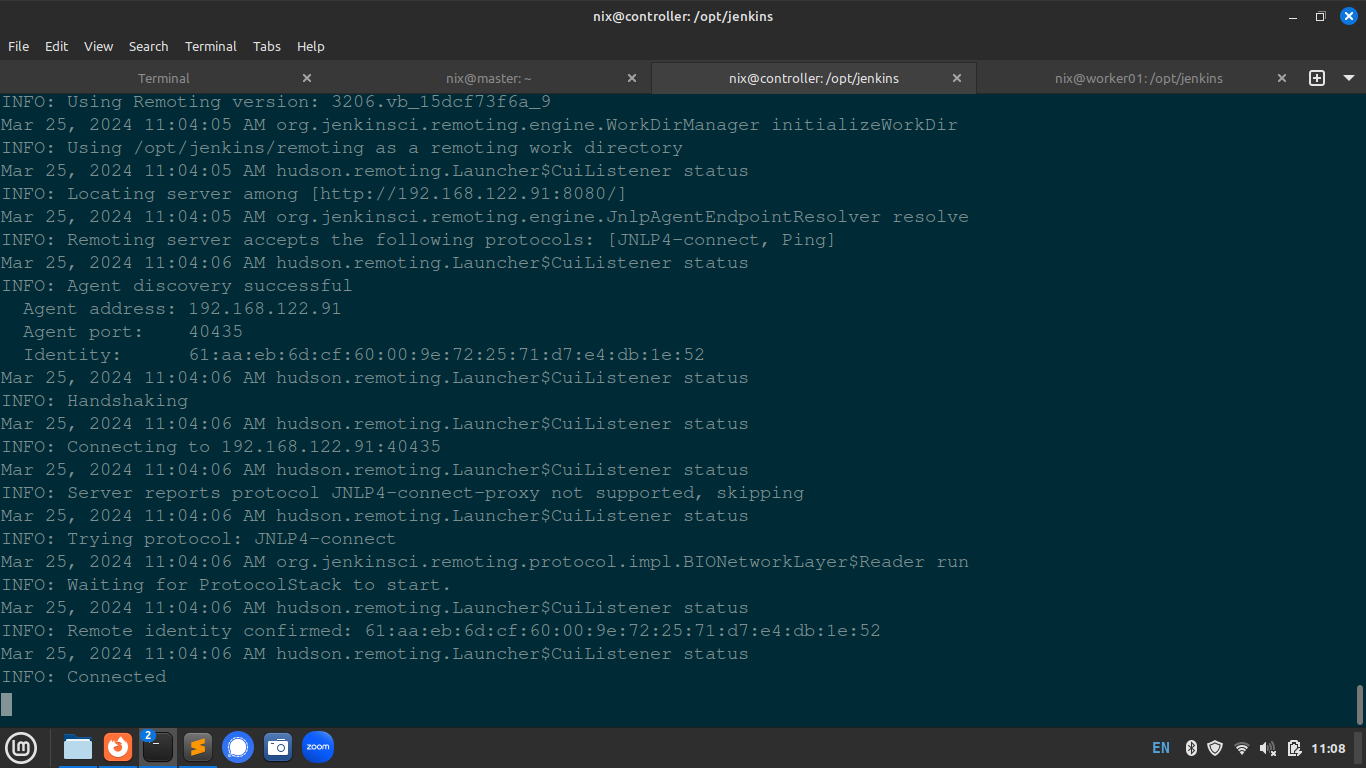 nix@controller: /opt/jenkins
File Edit View Search Terminal Tabs Help
Terminal nix@master: ~ nix@controller: /opt/jenkins nix@worker01: /opt/jenkins
INFO: Using Remoting version: 3206.vb_15dcf73f6a_9
Mar 25, 2024 11:04:05 AM org.jenkinsci.remoting.engine.WorkDirManager initializeWorkDir
INFO: Using /opt/jenkins/remoting as a remoting work directory
Mar 25, 2024 11:04:05 AM hudson.remoting.Launcher$CuiListener status
INFO: Locating server among [http://192.168.122.91:8080/]
Mar 25, 2024 11:04:05 AM org.jenkinsci.remoting.engine.JnlpAgentEndpointResolver resolve
INFO: Remoting server accepts the following protocols: [JNLP4-connect, Ping]
Mar 25, 2024 11:04:06 AM hudson.remoting.Launcher$CuiListener status
INFO: Agent discovery successful
  Agent address: 192.168.122.91
  Agent port:    40435
  Identity:      61:aa:eb:6d:cf:60:00:9e:72:25:71:d7:e4:db:1e:52
Mar 25, 2024 11:04:06 AM hudson.remoting.Launcher$CuiListener status
INFO: Handshaking
Mar 25, 2024 11:04:06 AM hudson.remoting.Launcher$CuiListener status
INFO: Connecting to 192.168.122.91:40435
Mar 25, 2024 11:04:06 AM hudson.remoting.Launcher$CuiListener status
INFO: Server reports protocol JNLP4-connect-proxy not supported, skipping
Mar 25, 2024 11:04:06 AM hudson.remoting.Launcher$CuiListener status
INFO: Trying protocol: JNLP4-connect
Mar 25, 2024 11:04:06 AM org.jenkinsci.remoting.protocol.impl.BIONetworkLayer$Reader run
INFO: Waiting for ProtocolStack to start.
Mar 25, 2024 11:04:06 AM hudson.remoting.Launcher$CuiListener status
INFO: Remote identity confirmed: 61:aa:eb:6d:cf:60:00:9e:72:25:71:d7:e4:db:1e:52
Mar 25, 2024 11:04:06 AM hudson.remoting.Launcher$CuiListener status
INFO: Connected
2 zoom EN 11:08